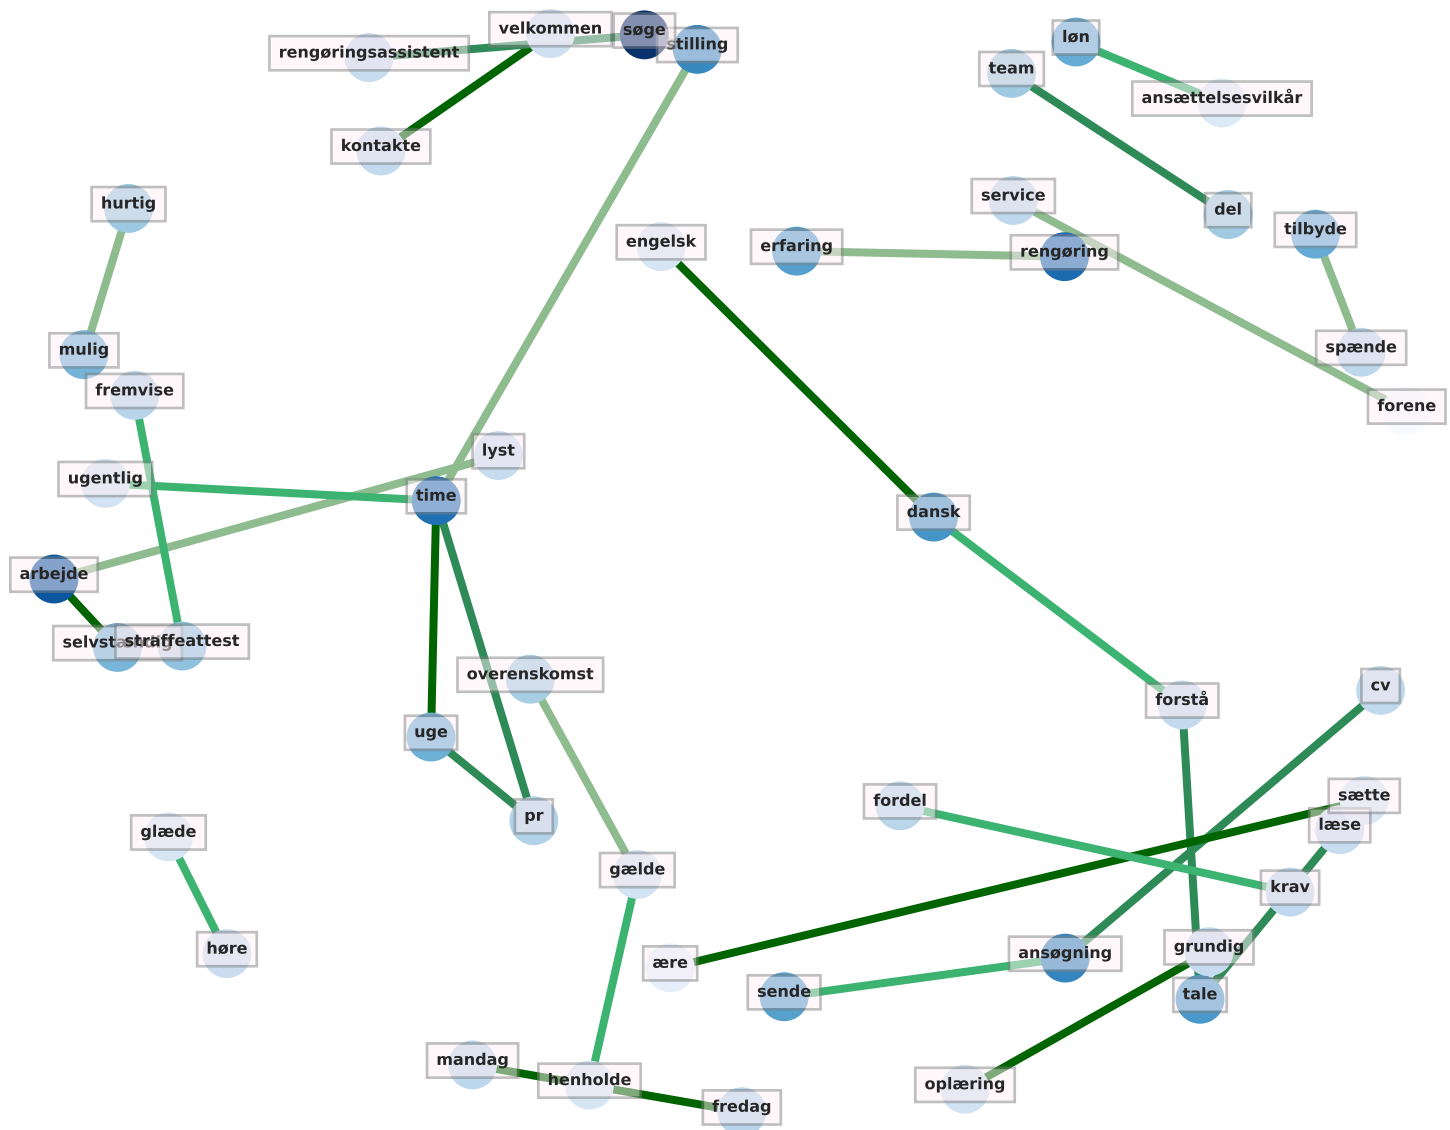 velkommen
søge
stilling
rengøringsassistent
kontakte
løn
team
ansættelsesvilkår
service
del
hurtig
tilbyde
engelsk
erfaring
rengøring
mulig
spænde
fremvise
forene
lyst
ugentlig
time
dansk
arbejde
selvstændig
straffeattest
overenskomst
cv
forstå
uge
sætte
fordel
pr
læse
glæde
gælde
krav
høre
grundig
ære
ansøgning
sende
tale
mandag
henholde
oplæring
fredag